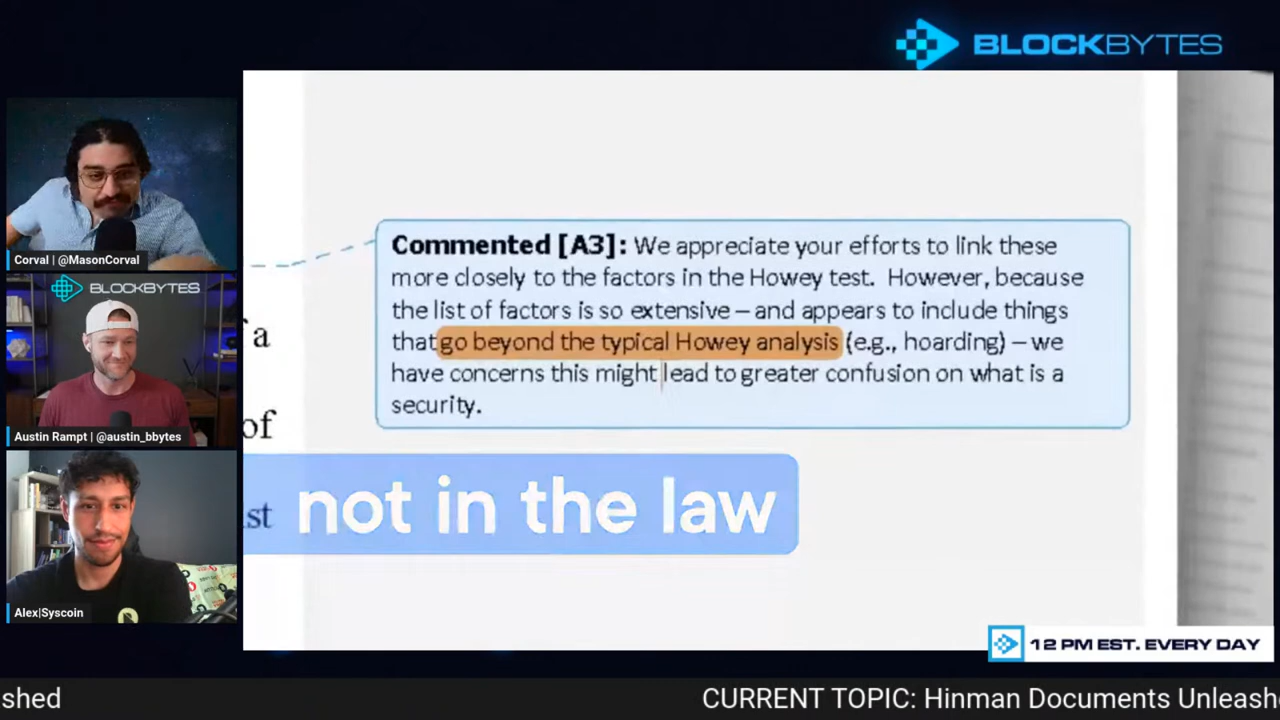 BLOCKBYTES
Corval | @MasonCorval
BLOCKBYTES
Austin Rampt | @austin_bbytes
Alex|Syscoin
a
of
st
Commented [A3]: We appreciate your efforts to link these
more closely to the factors in the Howey test. However, because
the list of factors is so extensive – and appears to include things
that go beyond the typical Howey analysis (e.g., hoarding) – we
have concerns this might lead to greater confusion on what is a
security.
not in the law
12 PM EST. EVERY DAY
shed
CURRENT TOPIC: Hinman Documents Unleash